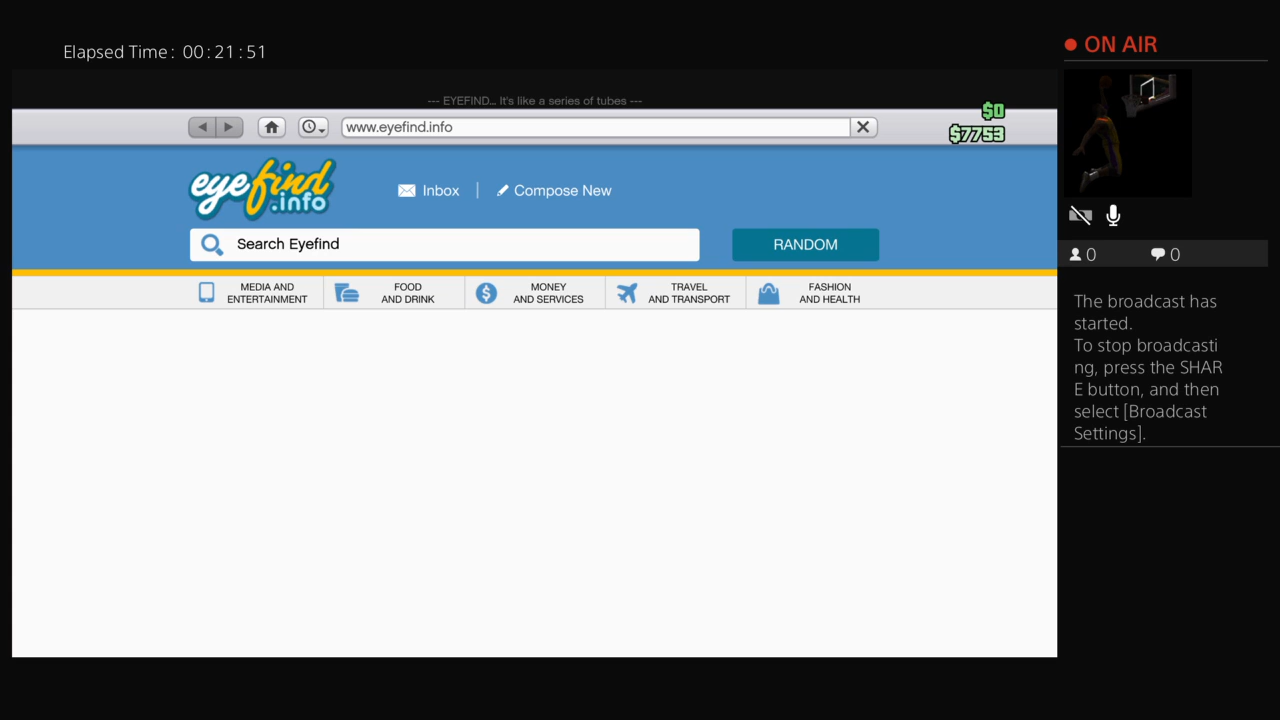 Elapsed Time: 00:21:51
ON AIR
--- EYEFIND... It's like a series of tubes ---
www.eyefind.info
$0
$7753
eyefind
.info
Inbox
Compose New
Search Eyefind
RANDOM
MEDIA AND
ENTERTAINMENT
FOOD
AND DRINK
MONEY
AND SERVICES
TRAVEL
AND TRANSPORT
FASHION
AND HEALTH
0
0
The broadcast has
started.
To stop broadcasti
ng, press the SHAR
E button, and then
select [Broadcast
Settings].